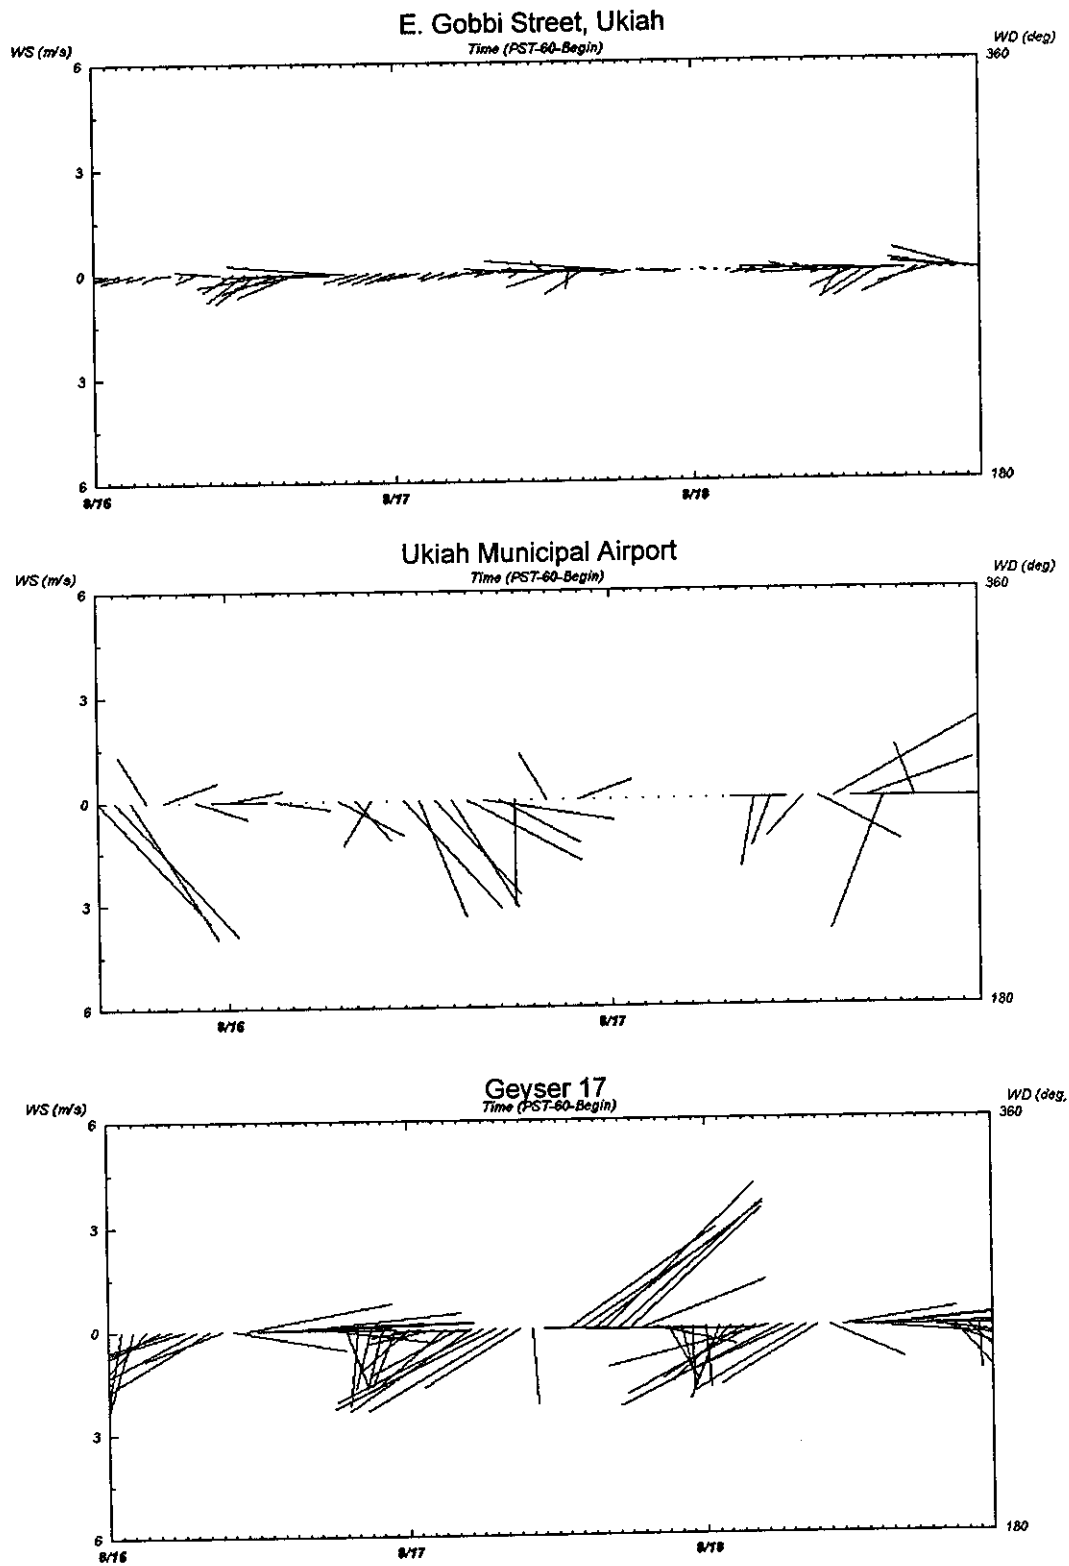 E. Gobbi Street, Ukiah
WS (m/s)
Time (PST-60-Begin)
WD (deg)
6
360
3
0
3
6
180
8/16
8/17
8/18
Ukiah Municipal Airport
WS (m/s)
Time (PST-60-Begin)
WD (deg)
6
360
3
0
3
6
180
8/16
8/17
Geyser 17
WS (m/s)
Time (PST-60-Begin)
WD (deg,
6
360
3
0
3
6
180
8/16
8/17
8/18